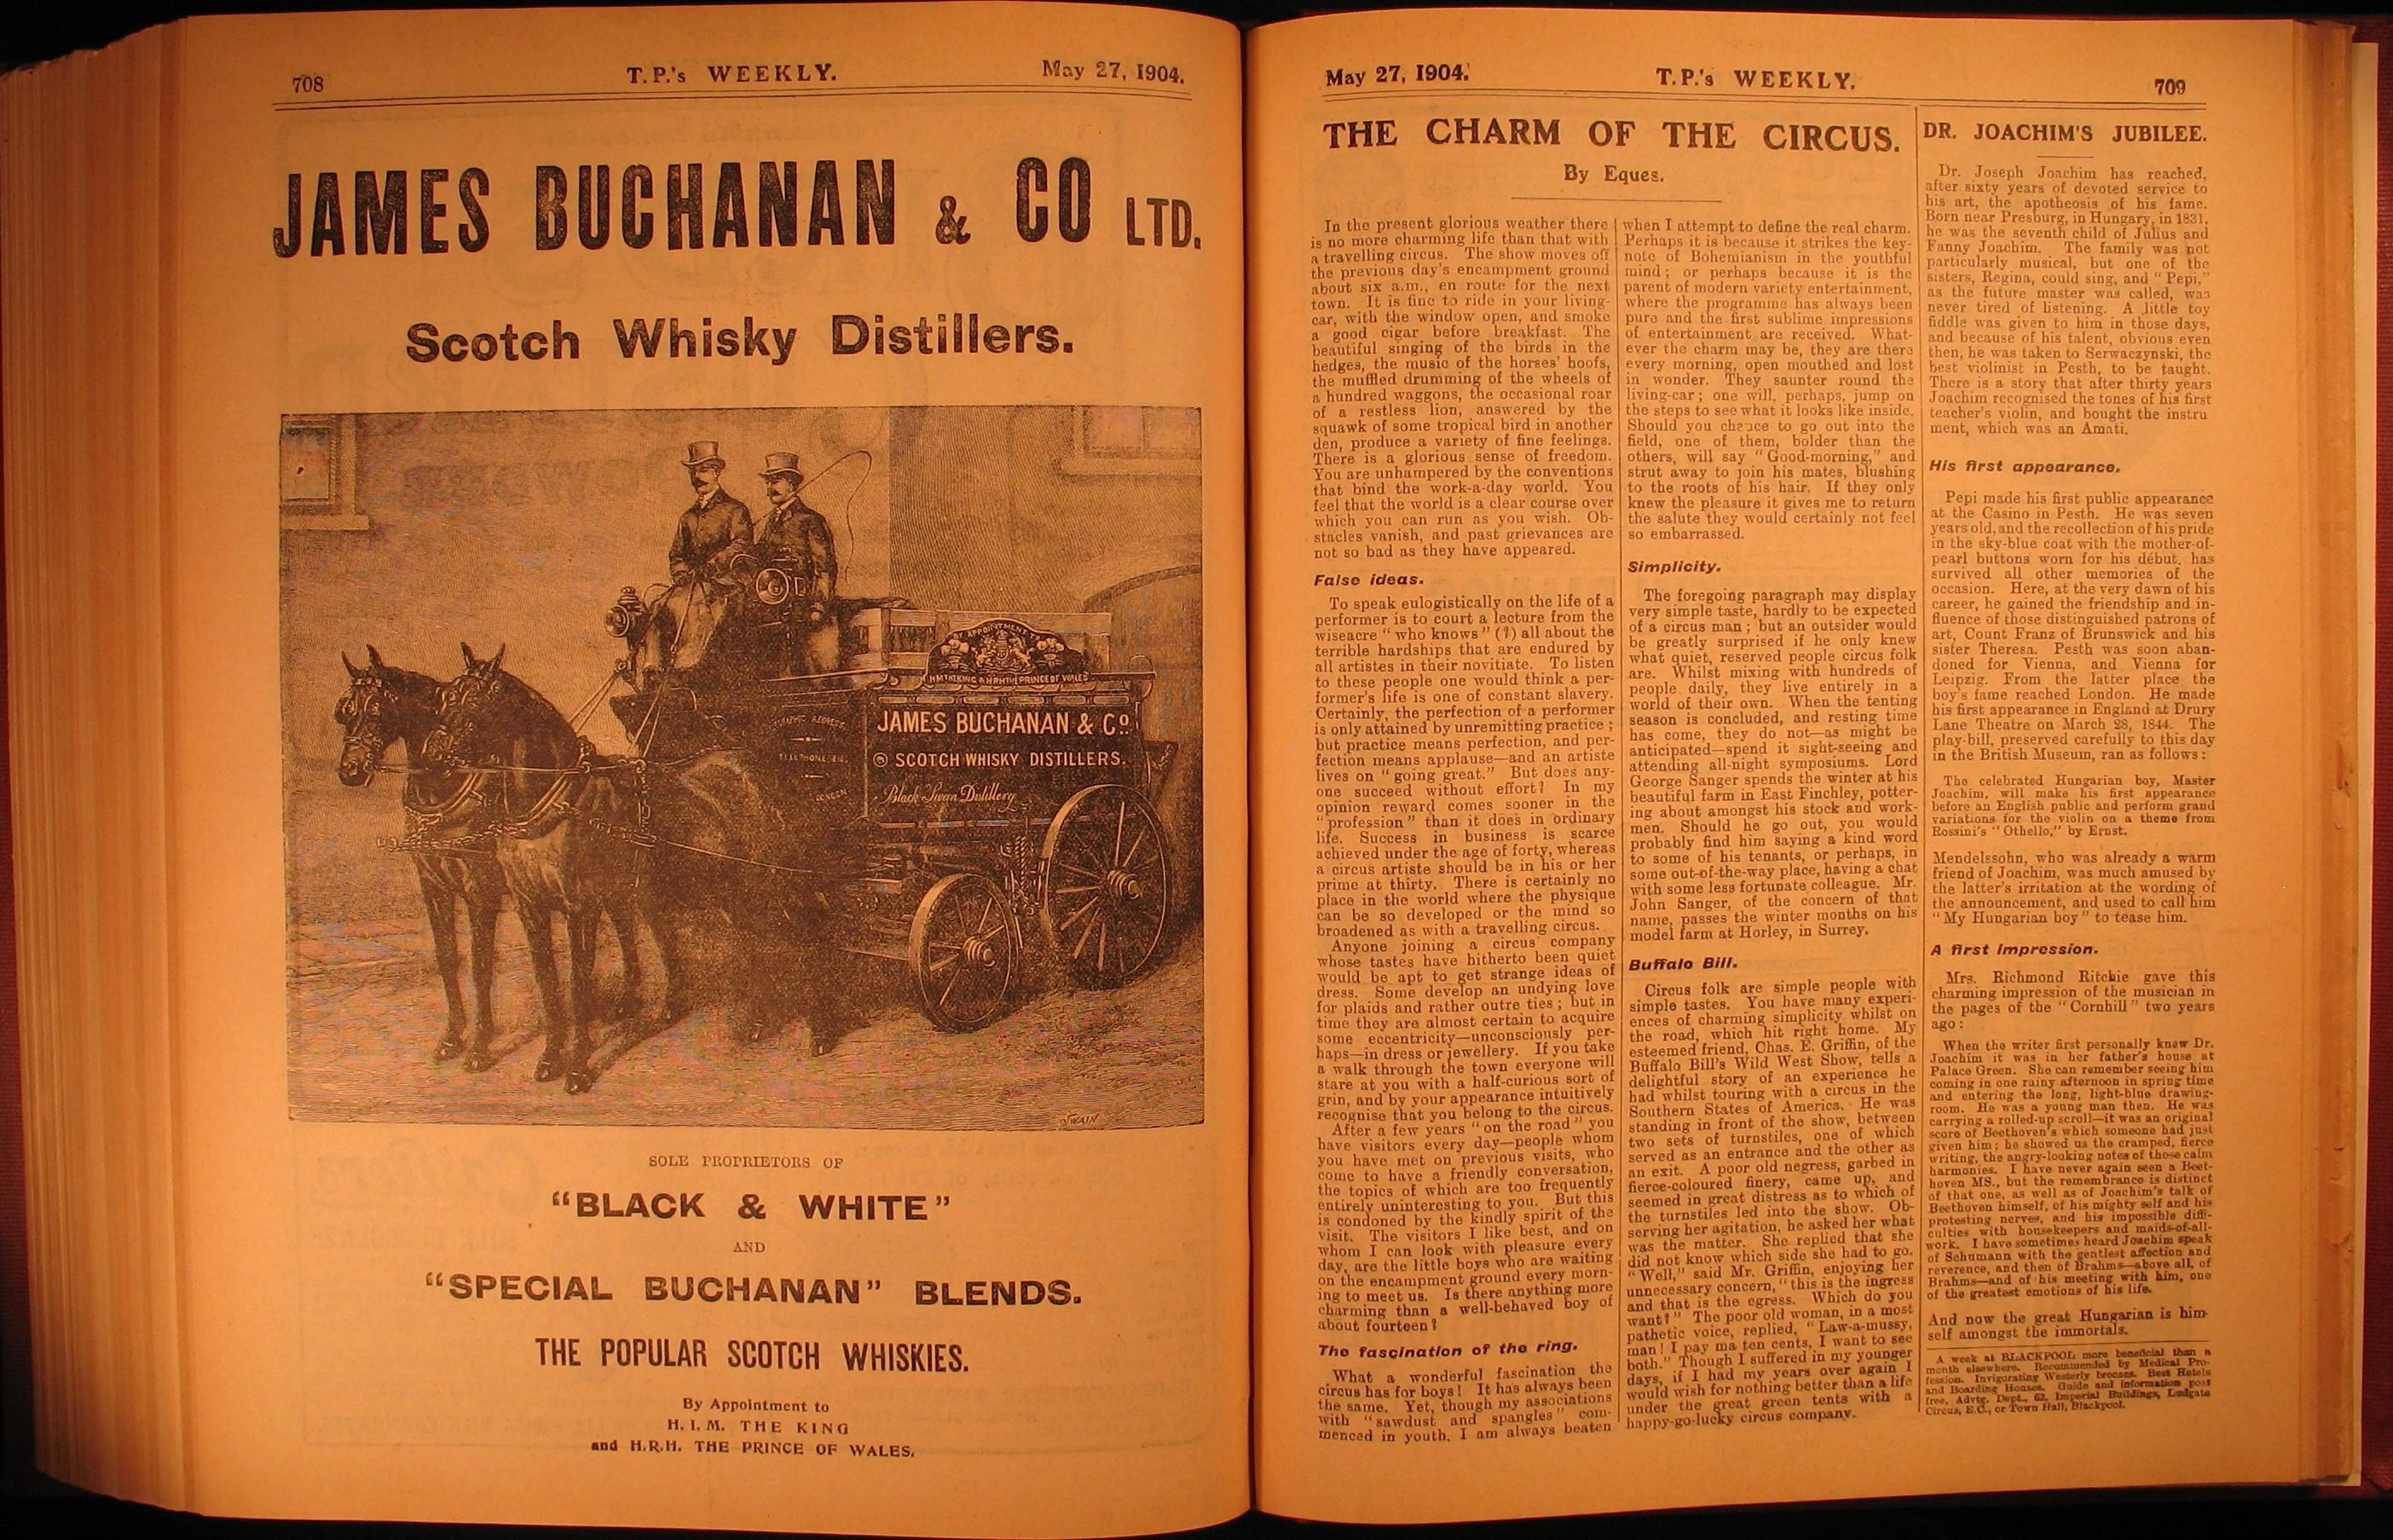 708
T.P.'s WEEKLY.
May 27, 1904.
JAMES BUCHANAN & CO LTD.
Scotch Whisky Distillers.
BY APPOINTMENT TO
H M THE KING & H R H THE PRINCE OF WALES
JAMES BUCHANAN & Co.
SCOTCH WHISKY DISTILLERS.
Black Swan Distillery
LONDON
SWAIN
SOLE PROPRIETORS OF
“BLACK & WHITE”
AND
“SPECIAL BUCHANAN” BLENDS.
THE POPULAR SCOTCH WHISKIES.
By Appointment to
H.I.M. THE KING
and H.R.H. THE PRINCE OF WALES.
May 27, 1904.
T.P.'s WEEKLY.
709
THE CHARM OF THE CIRCUS.
By Eques.
In the present glorious weather there
is no more charming life than that with
a travelling circus. The show moves off
the previous day's encampment ground
about six a.m., en route for the next
town. It is fine to ride in your living-
car, with the window open, and smoke
a good cigar before breakfast. The
beautiful singing of the birds in the
hedges, the music of the horses' hoofs,
the muffled drumming of the wheels of
a hundred waggons, the occasional roar
of a restless lion, answered by the
squawk of some tropical bird in another
den, produce a variety of fine feelings.
There is a glorious sense of freedom.
You are unhampered by the conventions
that bind the work-a-day world. You
feel that the world is a clear course over
which you can run as you wish. Ob-
stacles vanish, and past grievances are
not so bad as they have appeared.
False ideas.
To speak eulogistically on the life of a
performer is to court a lecture from the
wiseacre “who knows” (?) all about the
terrible hardships that are endured by
all artistes in their novitiate. To listen
to these people one would think a per-
former's life is one of constant slavery.
Certainly, the perfection of a performer
is only attained by unremitting practice;
but practice means perfection, and per-
fection means applause—and an artiste
lives on “going great.” But does any-
one succeed without effort? In my
opinion reward comes sooner in the
“profession” than it does in ordinary
life. Success in business is scarce
achieved under the age of forty, whereas
a circus artiste should be in his or her
prime at thirty. There is certainly no
place in the world where the physique
can be so developed or the mind so
broadened as with a travelling circus.
Anyone joining a circus company
whose tastes have hitherto been quiet
would be apt to get strange ideas of
dress. Some develop an undying love
for plaids and rather outre ties; but in
time they are almost certain to acquire
some eccentricity—unconsciously per-
haps—in dress or jewellery. If you take
a walk through the town everyone will
stare at you with a half-curious sort of
grin, and by your appearance intuitively
recognise that you belong to the circus.
After a few years “on the road” you
have visitors every day—people whom
you have met on previous visits, who
come to have a friendly conversation,
the topics of which are too frequently
entirely uninteresting to you. But this
is condoned by the kindly spirit of the
visit. The visitors I like best, and on
whom I can look with pleasure every
day, are the little boys who are waiting
on the encampment ground every morn-
ing to meet us. Is there anything more
charming than a well-behaved boy of
about fourteen?
The fascination of the ring.
What a wonderful fascination the
circus has for boys! It has always been
the same. Yet, though my associations
with “sawdust and spangles” com-
menced in youth, I am always beaten
when I attempt to define the real charm.
Perhaps it is because it strikes the key-
note of Bohemianism in the youthful
mind; or perhaps because it is the
parent of modern variety entertainment,
where the programme has always been
pure and the first sublime impressions
of entertainment are received. What-
ever the charm may be, they are there
every morning, open mouthed and lost
in wonder. They saunter round the
living-car; one will, perhaps, jump on
the steps to see what it looks like inside.
Should you chance to go out into the
field, one of them, bolder than the
others, will say “Good-morning,” and
strut away to join his mates, blushing
to the roots of his hair. If they only
knew the pleasure it gives me to return
the salute they would certainly not feel
so embarrassed.
Simplicity.
The foregoing paragraph may display
very simple taste, hardly to be expected
of a circus man; but an outsider would
be greatly surprised if he only knew
what quiet, reserved people circus folk
are. Whilst mixing with hundreds of
people daily, they live entirely in a
world of their own. When the tenting
season is concluded, and resting time
has come, they do not—as might be
anticipated—spend it sight-seeing and
attending all-night symposiums. Lord
George Sanger spends the winter at his
beautiful farm in East Finchley, potter-
ing about amongst his stock and work-
men. Should he go out, you would
probably find him saying a kind word
to some of his tenants, or perhaps, in
some out-of-the-way place, having a chat
with some less fortunate colleague. Mr.
John Sanger, of the concern of that
name, passes the winter months on his
model farm at Horley, in Surrey.
Buffalo Bill.
Circus folk are simple people with
simple tastes. You have many experi-
ences of charming simplicity whilst on
the road, which hit right home. My
esteemed friend, Chas. E. Griffin, of the
Buffalo Bill's Wild West Show, tells a
delightful story of an experience he
had whilst touring with a circus in the
Southern States of America. He was
standing in front of the show, between
two sets of turnstiles, one of which
served as an entrance and the other as
an exit. A poor old negress, garbed in
fierce-coloured finery, came up, and
seemed in great distress as to which of
the turnstiles led into the show. Ob-
serving her agitation, he asked her what
was the matter. She replied that she
did not know which side she had to go.
“Well,” said Mr. Griffin, enjoying her
unnecessary concern, “this is the ingress
and that is the egress. Which do you
want?” The poor old woman, in a most
pathetic voice, replied, “Law-a-mussy,
man! I pay ma ten cents, I want to see
both.” Though I suffered in my younger
days, if I had my years over again I
would wish for nothing better than a life
under the great green tents with a
happy-go-lucky circus company.
DR. JOACHIM'S JUBILEE.
Dr. Joseph Joachim has reached,
after sixty years of devoted service to
his art, the apotheosis of his fame.
Born near Presburg, in Hungary, in 1831,
he was the seventh child of Julius and
Fanny Joachim. The family was not
particularly musical, but one of the
sisters, Regina, could sing, and “Pepi,”
as the future master was called, was
never tired of listening. A little toy
fiddle was given to him in those days,
and because of his talent, obvious even
then, he was taken to Serwaczynski, the
best violinist in Pesth, to be taught.
There is a story that after thirty years
Joachim recognised the tones of his first
teacher's violin, and bought the instru
ment, which was an Amati.
His first appearance.
Pepi made his first public appearance
at the Casino in Pesth. He was seven
years old, and the recollection of his pride
in the sky-blue coat with the mother-of-
pearl buttons worn for his début, has
survived all other memories of the
occasion. Here, at the very dawn of his
career, he gained the friendship and in-
fluence of those distinguished patrons of
art, Count Franz of Brunswick and his
sister Theresa. Pesth was soon aban-
doned for Vienna, and Vienna for
Leipzig. From the latter place the
boy's fame reached London. He made
his first appearance in England at Drury
Lane Theatre on March 28, 1844. The
play-bill, preserved carefully to this day
in the British Museum, ran as follows:
The celebrated Hungarian boy, Master
Joachim, will make his first appearance
before an English public and perform grand
variations for the violin on a theme from
Rossini's “Othello,” by Ernst.
Mendelssohn, who was already a warm
friend of Joachim, was much amused by
the latter's irritation at the wording of
the announcement, and used to call him
“My Hungarian boy” to tease him.
A first impression.
Mrs. Richmond Ritchie gave this
charming impression of the musician in
the pages of the “Cornhill” two years
ago:
When the writer first personally knew Dr.
Joachim it was in her father's house at
Palace Green. She can remember seeing him
coming in one rainy afternoon in spring time
and entering the long, light-blue drawing-
room. He was a young man then. He was
carrying a rolled-up scroll—it was an original
score of Beethoven's which someone had just
given him; he showed us the cramped, fierce
writing, the angry-looking notes of those calm
harmonies. I have never again seen a Beet-
hoven MS., but the remembrance is distinct
of that one, as well as of Joachim's talk of
Beethoven himself, of his mighty self and his
protesting nerves, and his impossible diffi-
culties with housekeepers and maids-of-all-
work. I have sometimes heard Joachim speak
of Schumann with the gentlest affection and
reverence, and then of Brahms—above all, of
Brahms—and of his meeting with him, one
of the greatest emotions of his life.
And now the great Hungarian is him-
self amongst the immortals.
A week at BLACKPOOL more beneficial than a
month elsewhere. Recommended by Medical Pro-
fession. Invigorating Westerly breezes. Best Hotels
and Boarding Houses. Guide and information post
free, Advtg. Dept., 62, Imperial Buildings, Ludgate
Circus, E.C., or Town Hall, Blackpool.